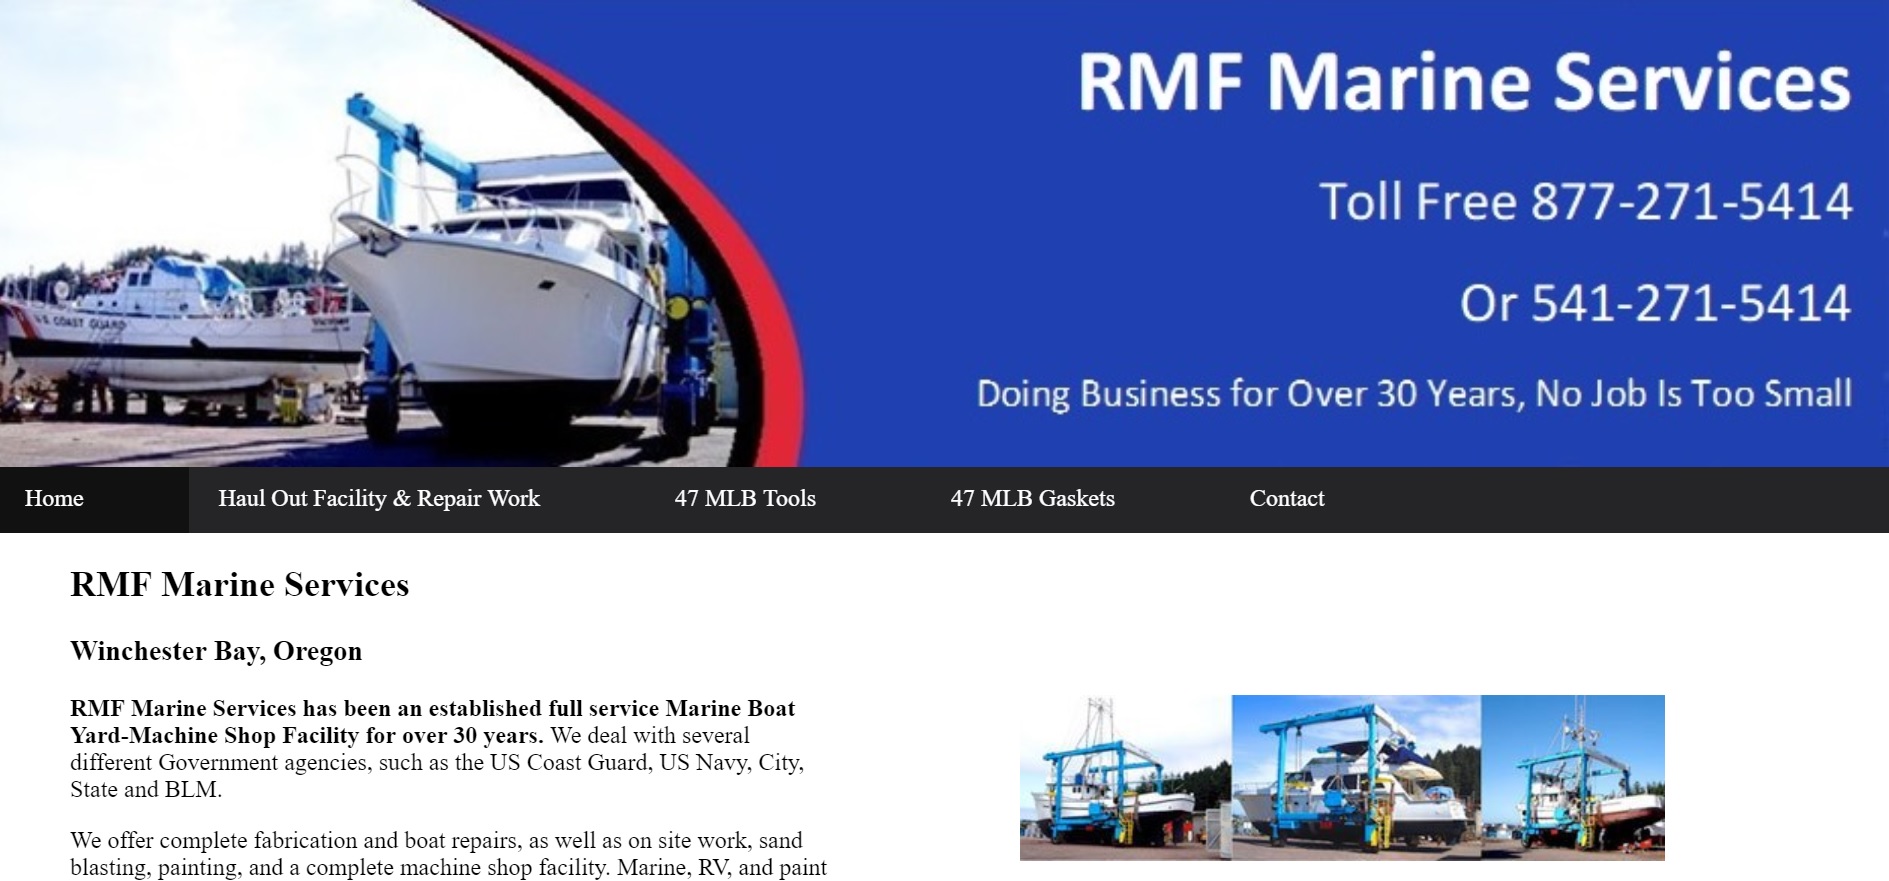 RMF Marine Services
Toll Free 877-271-5414
Or 541-271-5414
Doing Business for Over 30 Years, No Job Is Too Small
U.S. COAST GUARD
Home
Haul Out Facility & Repair Work
47 MLB Tools
47 MLB Gaskets
Contact
RMF Marine Services
Winchester Bay, Oregon
RMF Marine Services has been an established full service Marine Boat
Yard-Machine Shop Facility for over 30 years. We deal with several
different Government agencies, such as the US Coast Guard, US Navy, City,
State and BLM.
We offer complete fabrication and boat repairs, as well as on site work, sand
blasting, painting, and a complete machine shop facility. Marine, RV, and paint